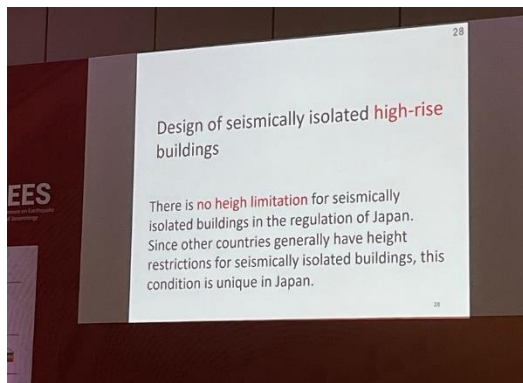 28
Design of seismically isolated high-rise
buildings
There is no heigh limitation for seismically
isolated buildings in the regulation of Japan.
Since other countries generally have height
restrictions for seismically isolated buildings, this
condition is unique in Japan.
28
EES